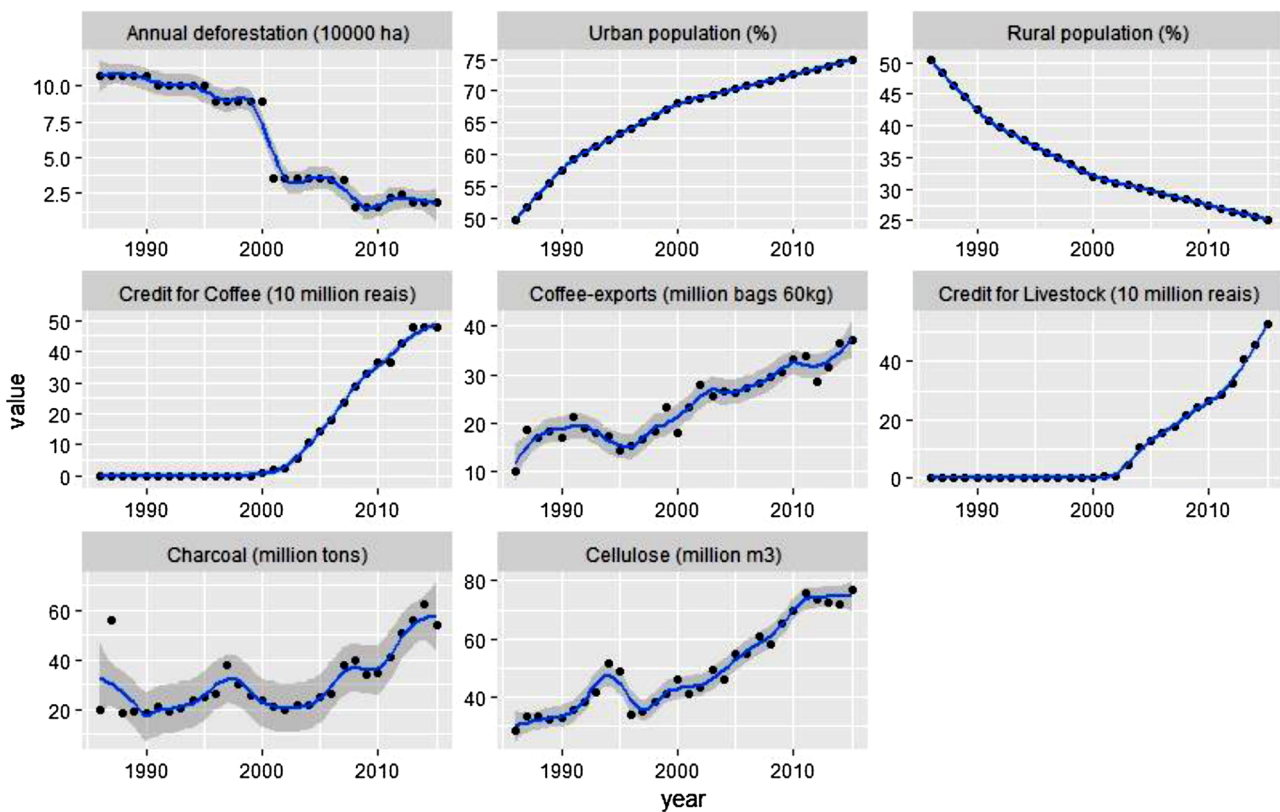 Annual deforestation (10000 ha)
10.0
7.5
5.0
2.5
1990 2000 2010
Urban population (%)
75
70
65
60
55
50
1990 2000 2010
Rural population (%)
50
45
40
35
30
25
1990 2000 2010
value
Credit for Coffee (10 million reais)
50
40
30
20
10
0
1990 2000 2010
Coffee-exports (million bags 60kg)
40
30
20
10
1990 2000 2010
Credit for Livestock (10 million reais)
40
20
0
1990 2000 2010
Charcoal (million tons)
60
40
20
1990 2000 2010
Cellulose (million m3)
80
60
40
1990 2000 2010
year